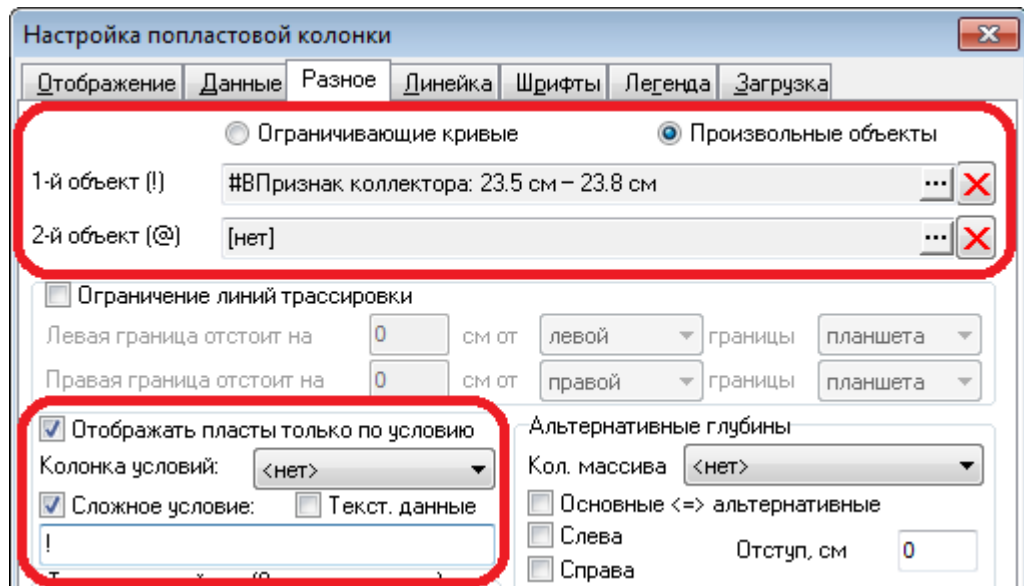 Настройка попластовой колонки
Отображение Данные Разное Линейка Шрифты Легенда Загрузка
Ограничивающие кривые Произвольные объекты
1-й объект (!) #ВПризнак коллектора: 23.5 см – 23.8 см ...
2-й объект (@) [нет] ...
Ограничение линий трассировки
Левая граница отстоит на 0 см от левой границы планшета
Правая граница отстоит на 0 см от правой границы планшета
Отображать пласты только по условию Альтернативные глубины
Колонка условий: <нет> Кол. массива <нет>
Сложное условие: Текст. данные Основные <=> альтернативные
! Слева Отступ, см 0
Справа